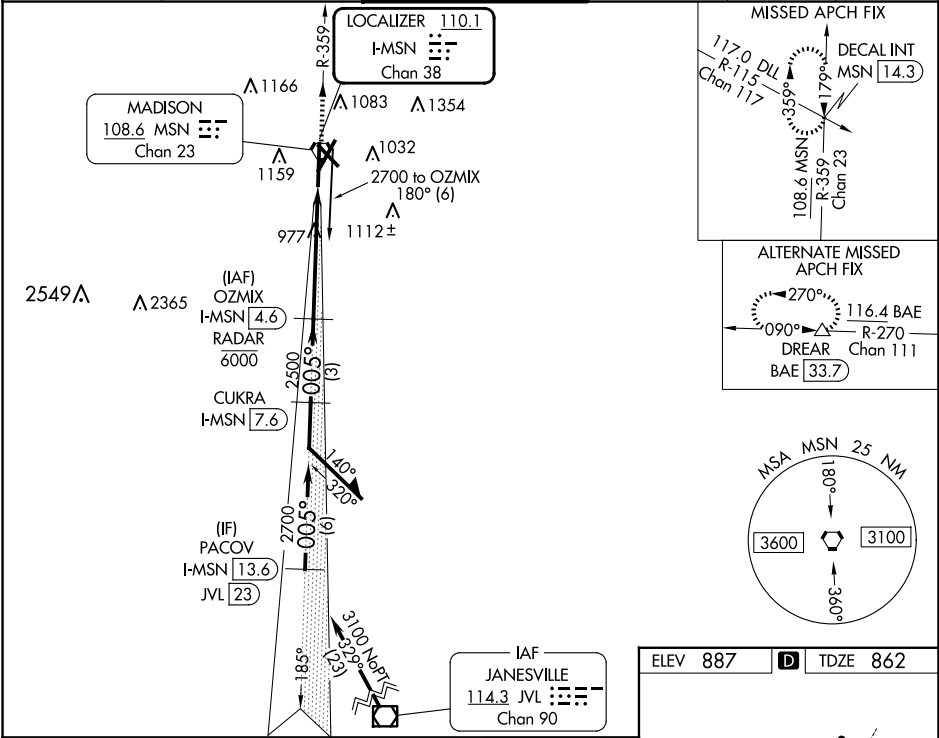 LOCALIZER 110.1
I-MSN
Chan 38
R-359
MADISON
108.6 MSN
Chan 23
1166
1083
1354
1159
1032
2700 to OZMIX
180° (6)
977
1112 ±
2549
2365
(IAF)
OZMIX
I-MSN 4.6
RADAR
6000
2500
005°
(3)
CUKRA
I-MSN 7.6
140°
320°
2700
005°
(6)
(IF)
PACOV
I-MSN 13.6
JVL 23
185°
3100 NoPT
329°
(23)
IAF
JANESVILLE
114.3 JVL
Chan 90
MISSED APCH FIX
117.0 DLL
R-115
Chan 117
DECAL INT
MSN 14.3
359°
179°
108.6 MSN
R-359
Chan 23
ALTERNATE MISSED
APCH FIX
270°
090°
116.4 BAE
R-270
Chan 111
DREAR
BAE 33.7
MSA MSN 25 NM
180°
3600
3100
360°
ELEV 887
D
TDZE 862